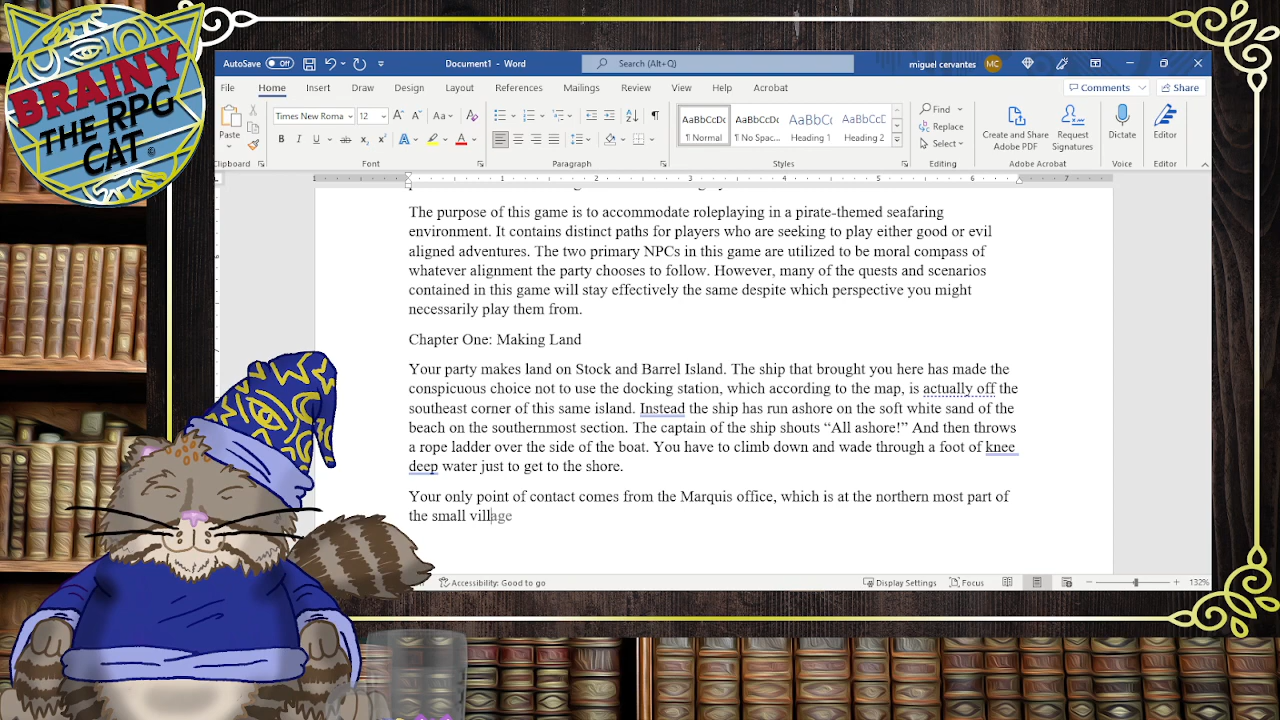 BRAINY
THE RPG
CAT ©
AutoSave Off
Document1 - Word
Search (Alt+Q)
miguel cervantes MC
File Home Insert Draw Design Layout References Mailings Review View Help Acrobat
Comments Share
Paste
Clipboard
Times New Roma 12
Font
Paragraph
AaBbCcDc AaBbCcDc AaBbCc AaBbCcD
¶ Normal ¶ No Spac... Heading 1 Heading 2
Styles
Find
Replace
Select
Editing
Create and Share
Adobe PDF
Request
Signatures
Adobe Acrobat
Dictate
Voice
Editor
Editor
1 2 3 4 5 6 7
The purpose of this game is to accommodate roleplaying in a pirate-themed seafaring
environment. It contains distinct paths for players who are seeking to play either good or evil
aligned adventures. The two primary NPCs in this game are utilized to be moral compass of
whatever alignment the party chooses to follow. However, many of the quests and scenarios
contained in this game will stay effectively the same despite which perspective you might
necessarily play them from.
Chapter One: Making Land
Your party makes land on Stock and Barrel Island. The ship that brought you here has made the
conspicuous choice not to use the docking station, which according to the map, is actually off the
southeast corner of this same island. Instead the ship has run ashore on the soft white sand of the
beach on the southernmost section. The captain of the ship shouts “All ashore!” And then throws
a rope ladder over the side of the boat. You have to climb down and wade through a foot of knee
deep water just to get to the shore.
Your only point of contact comes from the Marquis office, which is at the northern most part of
the small village
Accessibility: Good to go
Display Settings Focus 132%